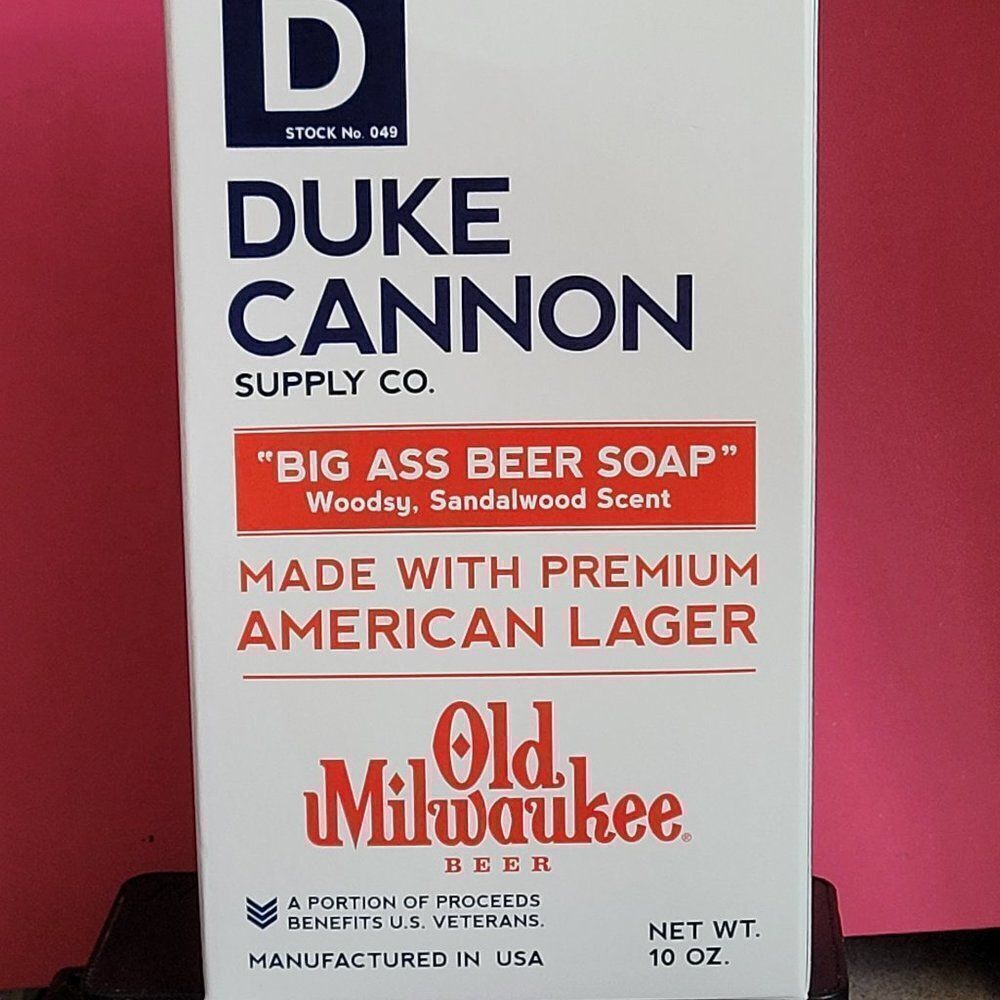 D
STOCK No. 049
DUKE
CANNON
SUPPLY CO.
“BIG ASS BEER SOAP”
Woodsy, Sandalwood Scent
MADE WITH PREMIUM
AMERICAN LAGER
Old
Milwaukee®
BEER
A PORTION OF PROCEEDS
BENEFITS U.S. VETERANS.
MANUFACTURED IN USA
NET WT.
10 OZ.